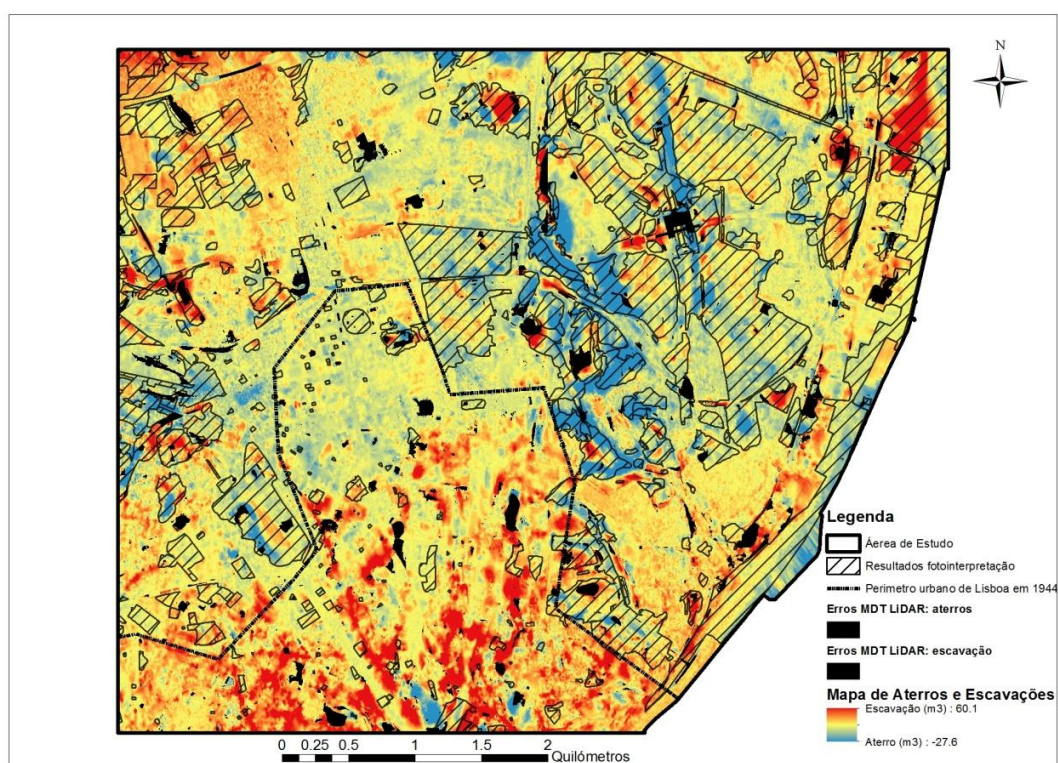 N
Legenda
Áerea de Estudo
Resultados fotointerpretação
Perimetro urbano de Lisboa em 1944
Erros MDT LiDAR: aterros
Erros MDT LiDAR: escavação
Mapa de Aterros e Escavações
Escavação (m3) : 60.1
Aterro (m3) : -27.6
0 0.25 0.5 1 1.5 2
Quilómetros